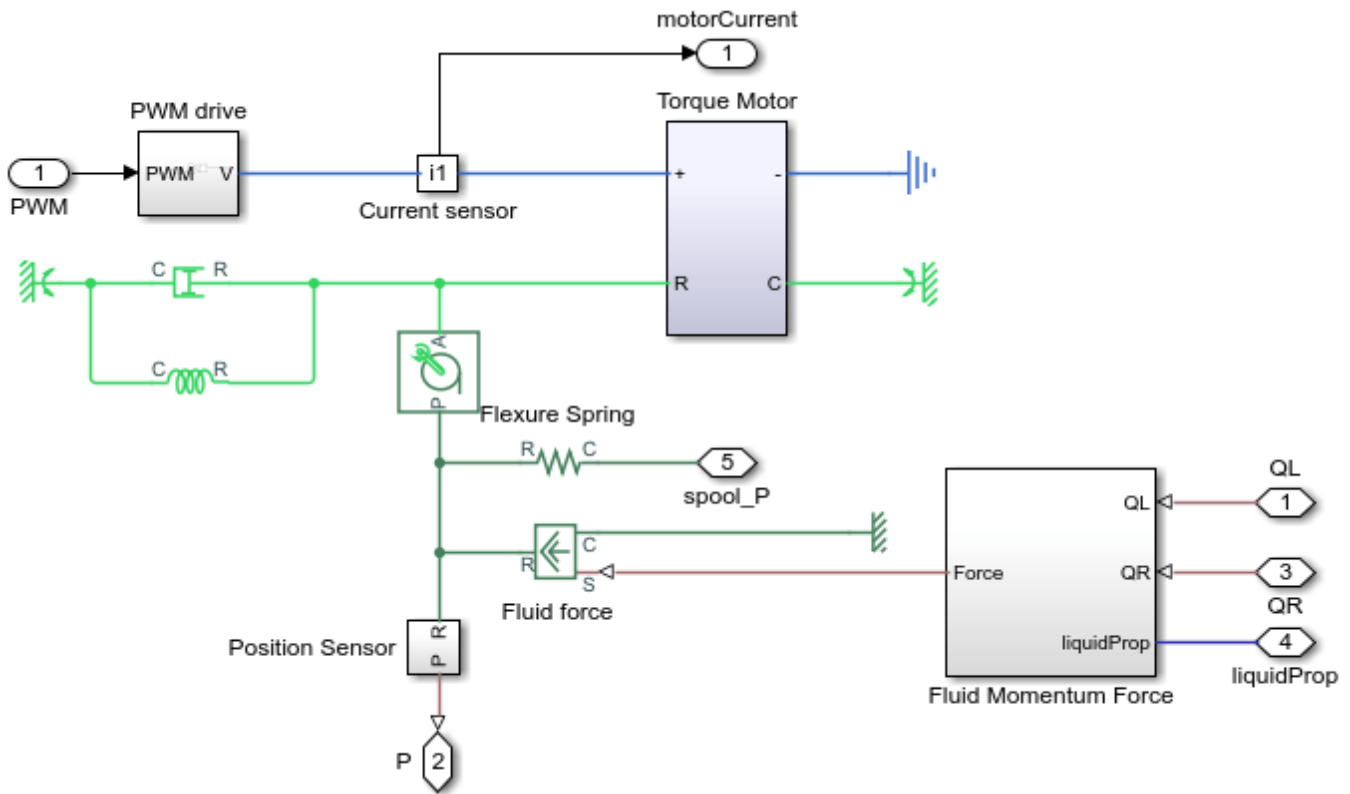 motorCurrent
1
PWM drive
Torque Motor
1
PWM
PWM V
i1
Current sensor
+ -
C R
R C
C R
A
P
Flexure Spring
R C
5
spool_P
QL
QL
1
C
R
S
Force
QR
3
Fluid force
QR
Position Sensor
R
P
liquidProp
4
liquidProp
Fluid Momentum Force
P
2